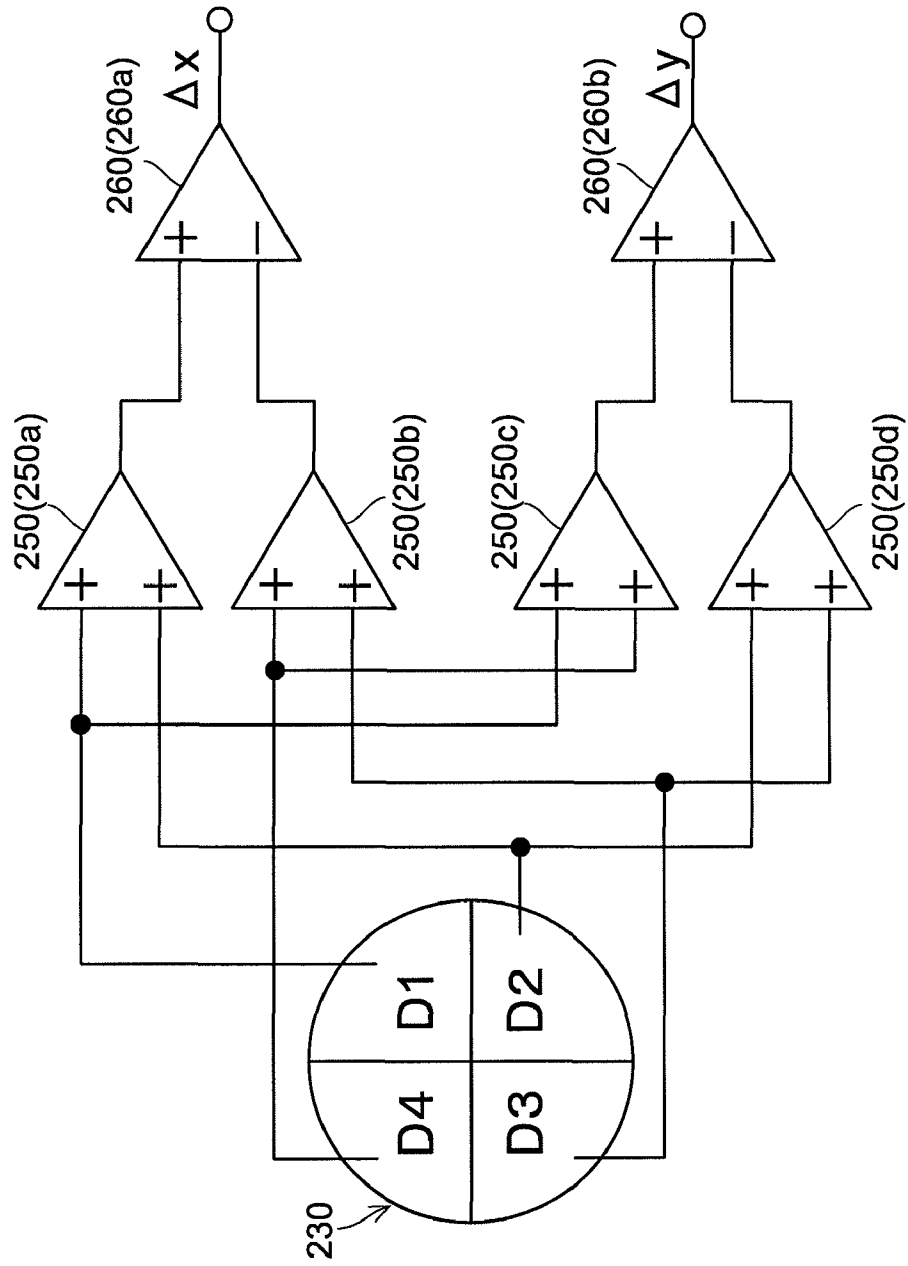 260(260a)
Δx
260(260b)
Δy
250(250a)
250(250b)
250(250c)
250(250d)
+
−
+
−
+
+
+
+
+
+
+
+
D4
D1
D3
D2
230